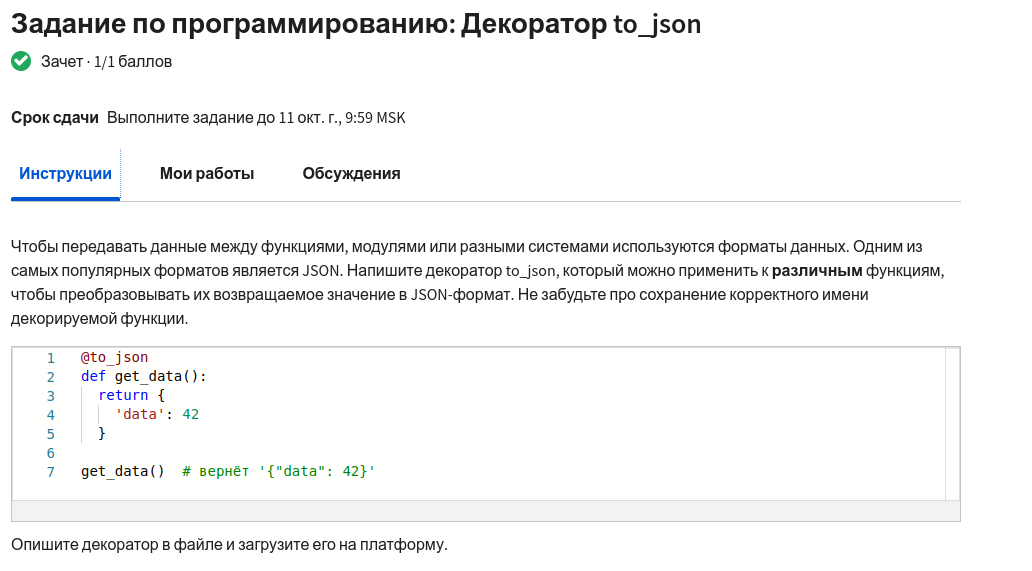 Задание по программированию: Декоратор to_json
Зачет · 1/1 баллов
Срок сдачи Выполните задание до 11 окт. г., 9:59 MSK
Инструкции Мои работы Обсуждения
Чтобы передавать данные между функциями, модулями или разными системами используются форматы данных. Одним из
самых популярных форматов является JSON. Напишите декоратор to_json, который можно применить к различным функциям,
чтобы преобразовывать их возвращаемое значение в JSON-формат. Не забудьте про сохранение корректного имени
декорируемой функции.
1 @to_json
2 def get_data():
3   return {
4     'data': 42
5   }
6
7 get_data()  # вернёт '{"data": 42}'
Опишите декоратор в файле и загрузите его на платформу.